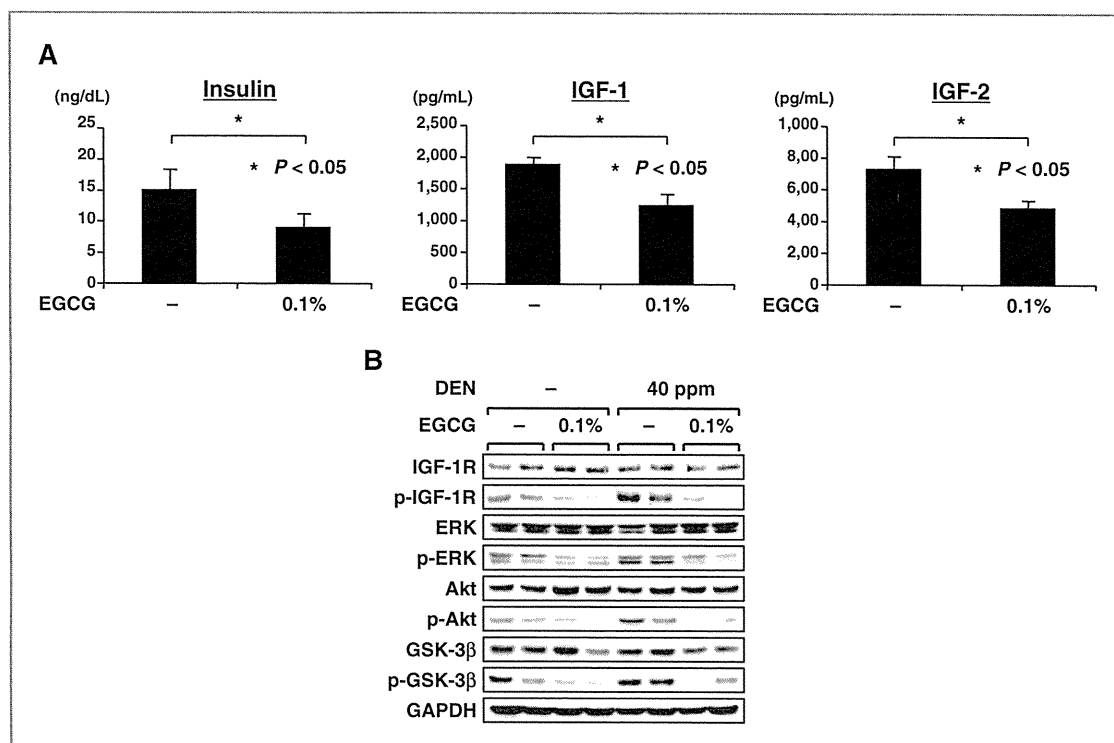 A
Insulin
(ng/dL)
25
20
15
10
5
0
*
* P < 0.05
EGCG – 0.1%
IGF-1
(pg/mL)
2,500
2,000
1,500
1,000
500
0
*
* P < 0.05
EGCG – 0.1%
IGF-2
(pg/mL)
1,000
8,00
6,00
4,00
2,00
0
*
* P < 0.05
EGCG – 0.1%
B
DEN – 40 ppm
EGCG – 0.1% – 0.1%
IGF-1R
p-IGF-1R
ERK
p-ERK
Akt
p-Akt
GSK-3β
p-GSK-3β
GAPDH